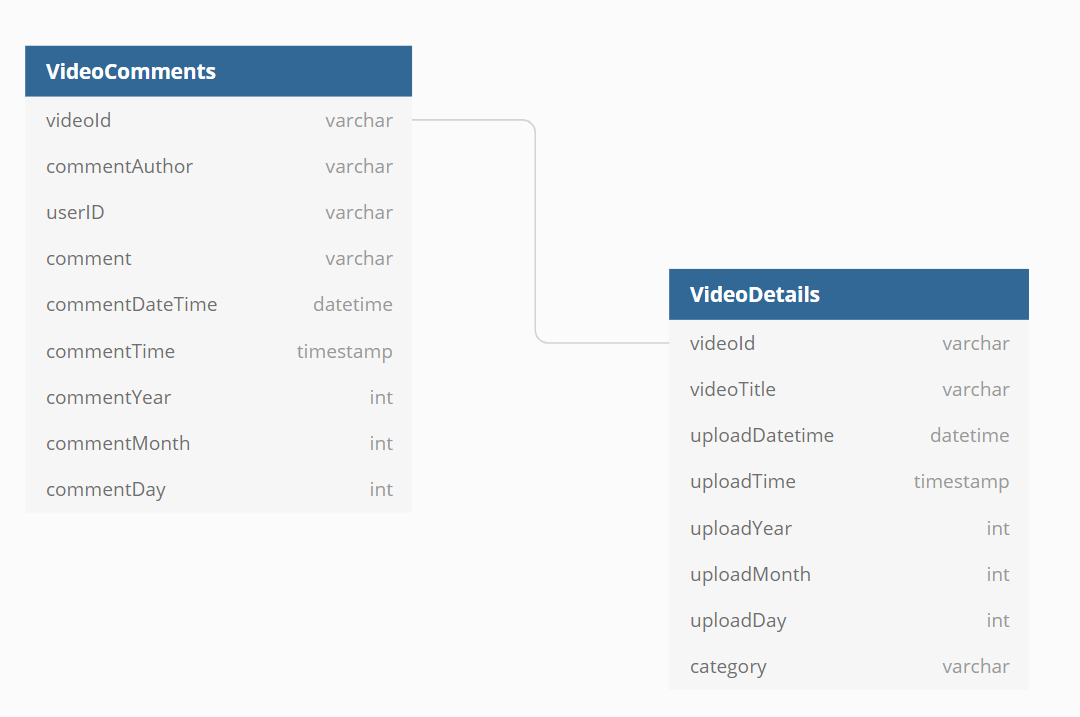 VideoComments
videoId varchar
commentAuthor varchar
userID varchar
comment varchar
commentDateTime datetime
commentTime timestamp
commentYear int
commentMonth int
commentDay int
VideoDetails
videoId varchar
videoTitle varchar
uploadDatetime datetime
uploadTime timestamp
uploadYear int
uploadMonth int
uploadDay int
category varchar